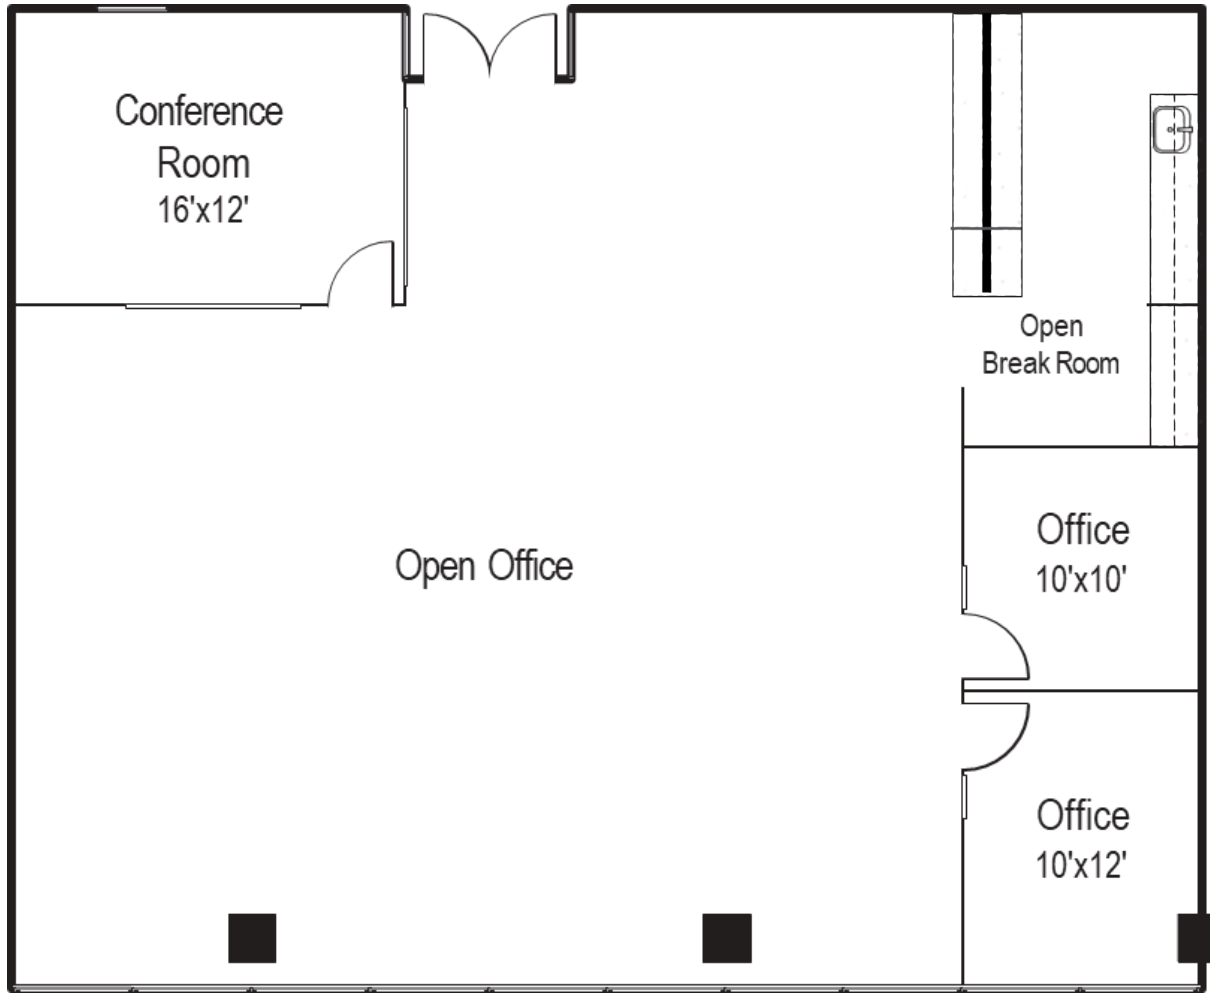 Conference
Room
16'x12'
Open
Break Room
Office
10'x10'
Open Office
Office
10'x12'